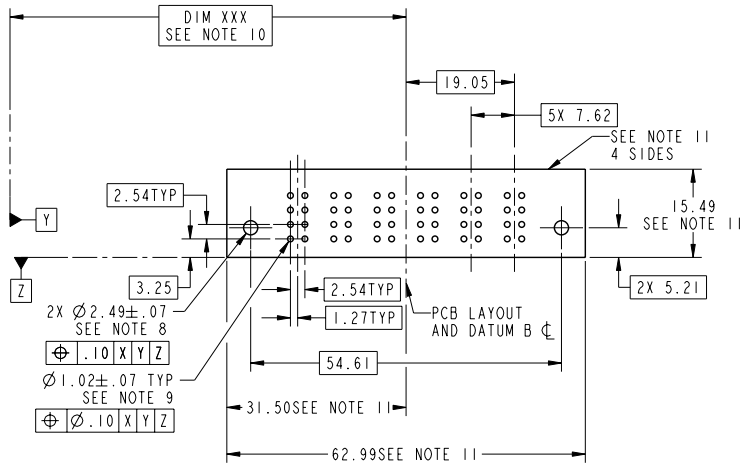 DIM XXX
SEE NOTE 10
19.05
5X 7.62
SEE NOTE 11
4 SIDES
2.54TYP
15.49
SEE NOTE 11
Y
Z
3.25
2X 5.21
2X Ø2.49±.07
SEE NOTE 8
⌖ .10 X Y Z
2.54TYP
1.27TYP
PCB LAYOUT
AND DATUM B ℄
54.61
Ø1.02±.07 TYP
SEE NOTE 9
⌖ Ø.10 X Y Z
31.50SEE NOTE 11
62.99SEE NOTE 11